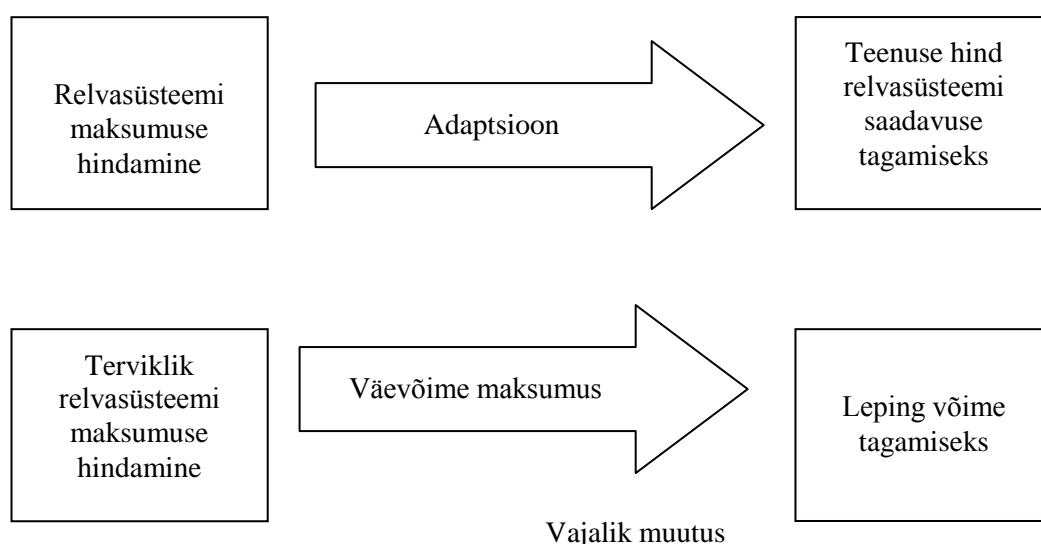 Relvasüsteemi
maksumuse
hindamine
Adaptsioon
Teenuse hind
relvasüsteemi
saadavuse
tagamiseks
Terviklik
relvasüsteemi
maksumuse
hindamine
Väevõime maksumus
Leping võime
tagamiseks
Vajalik muutus